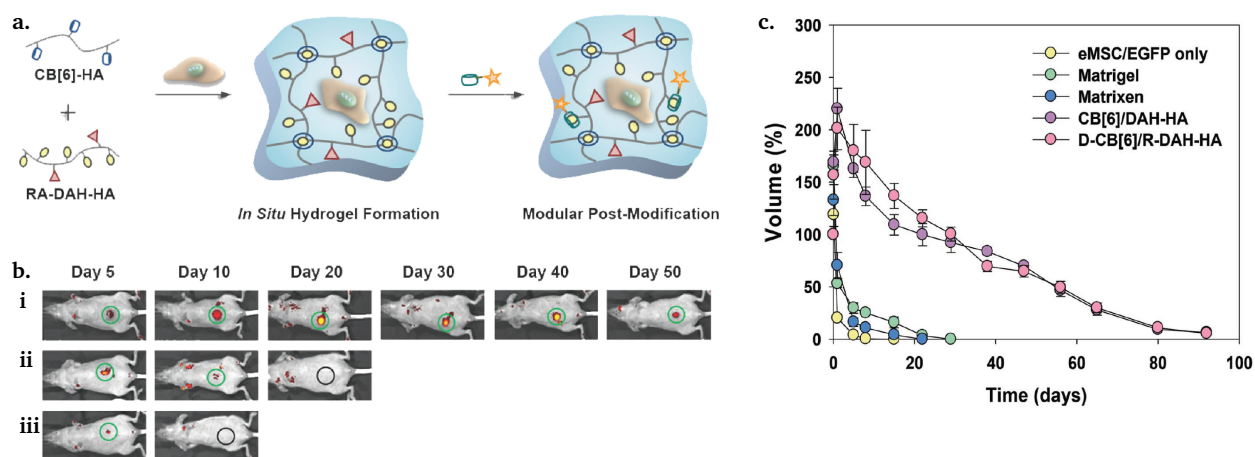 a.
CB[6]-HA
+
RA-DAH-HA
In Situ Hydrogel Formation
Modular Post-Modification
b.
Day 5 Day 10 Day 20 Day 30 Day 40 Day 50
i
ii
iii
c.
Volume (%)
300
250
200
150
100
50
0
eMSC/EGFP only
Matrigel
Matrixen
CB[6]/DAH-HA
D-CB[6]/R-DAH-HA
0 20 40 60 80 100
Time (days)